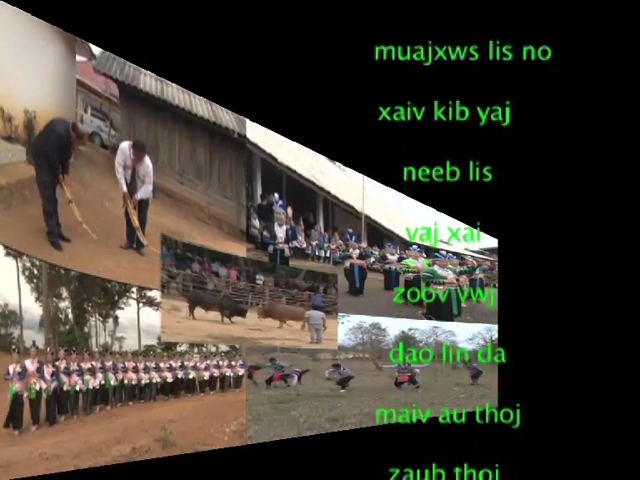 muajxws lis no
xaiv kib yaj
neeb lis
vaj xai
zoov vwj
dao lin da
maiv au thoj
zaub thoj